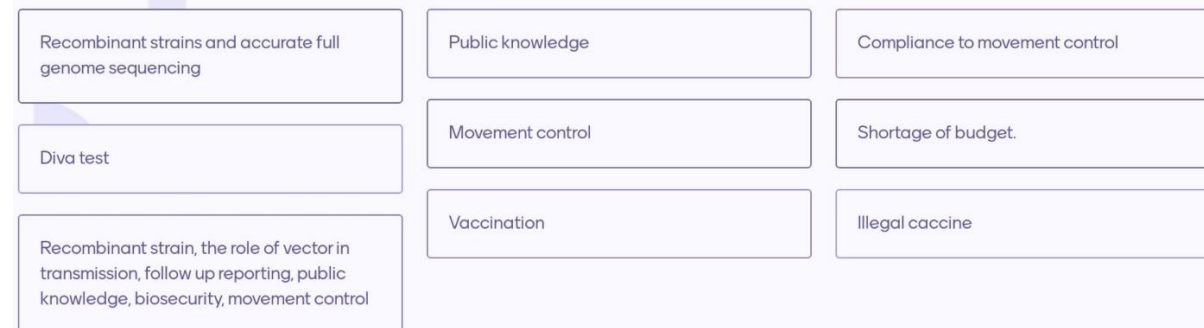 Recombinant strains and accurate full
genome sequencing
Diva test
Recombinant strain, the role of vector in
transmission, follow up reporting, public
knowledge, biosecurity, movement control
Public knowledge
Movement control
Vaccination
Compliance to movement control
Shortage of budget.
Illegal caccine